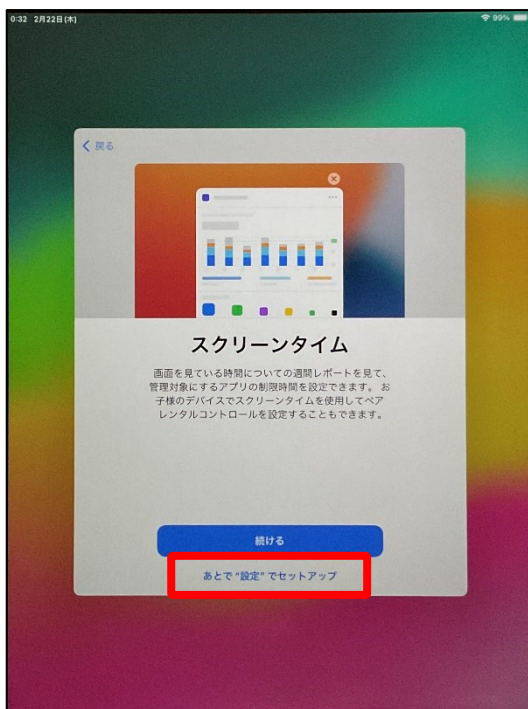 0:32 2月22日(木)
99%
戻る
スクリーンタイム
画面を見ている時間についての週間レポートを見て、
管理対象にするアプリの制限時間を設定できます。 お
子様のデバイスでスクリーンタイムを使用してペア
レンタルコントロールを設定することもできます。
続ける
あとで“設定”でセットアップ